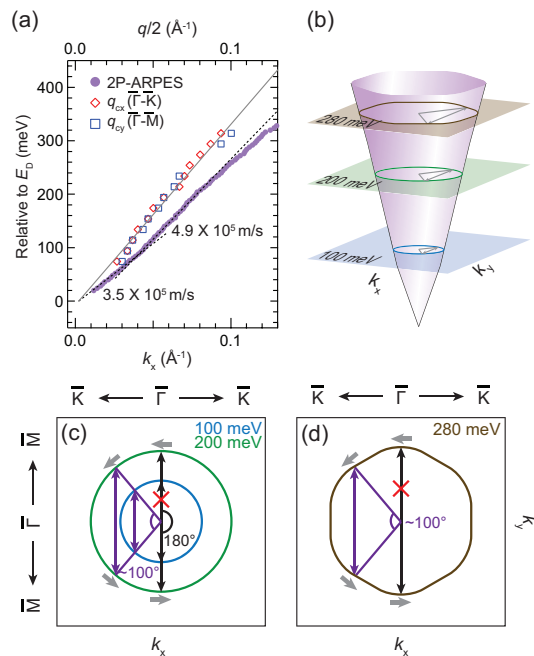 (a)
q/2 (Å⁻¹)
0.0 0.1
400
300
200
100
0
Relative to E_D (meV)
2P-ARPES
q_cx (Γ̅-K̅)
q_cy (Γ̅-M̅)
4.9 X 10⁵ m/s
3.5 X 10⁵ m/s
0.0 0.1
k_x (Å⁻¹)
(b)
280 meV
200 meV
100 meV
k_x
k_y
K̅ Γ̅ K̅
(c)
100 meV
200 meV
M̅
Γ̅
M̅
180°
~100°
k_x
K̅ Γ̅ K̅
(d)
280 meV
~100°
k_y
k_x